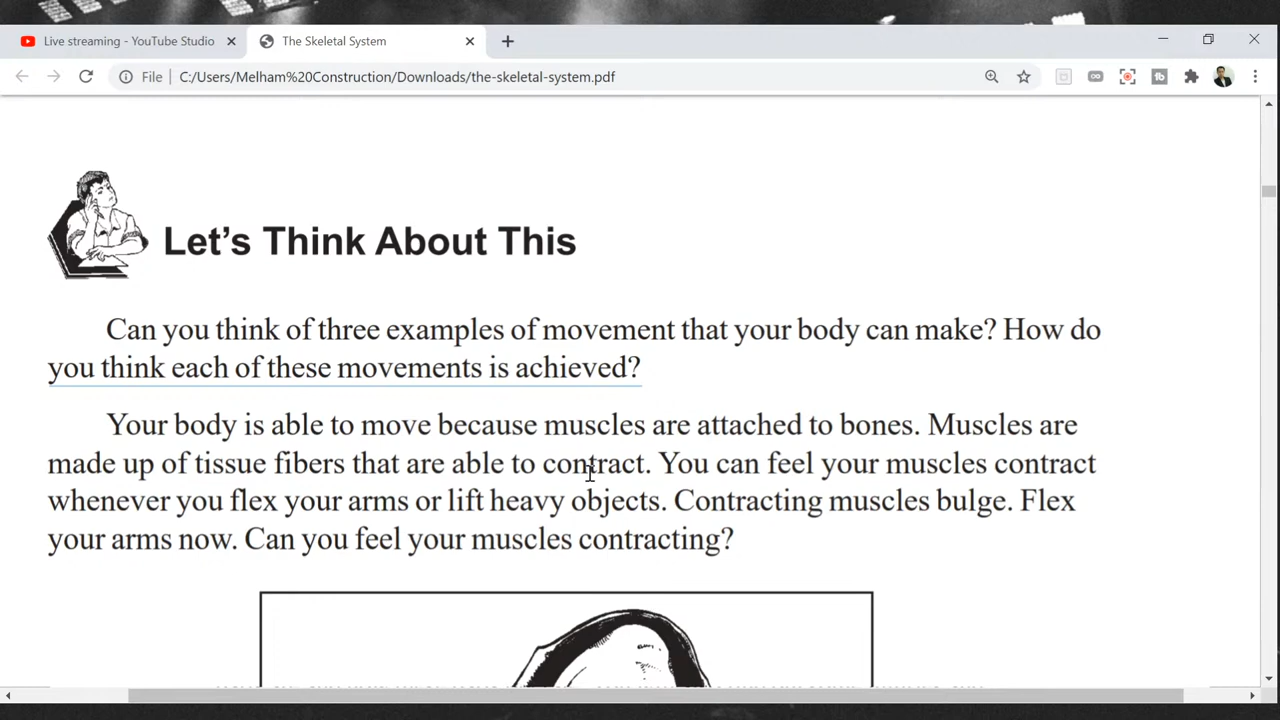 Live streaming - YouTube Studio
The Skeletal System
File
C:/Users/Melham%20Construction/Downloads/the-skeletal-system.pdf
Let's Think About This
Can you think of three examples of movement that your body can make? How do
you think each of these movements is achieved?
Your body is able to move because muscles are attached to bones. Muscles are
made up of tissue fibers that are able to contract. You can feel your muscles contract
whenever you flex your arms or lift heavy objects. Contracting muscles bulge. Flex
your arms now. Can you feel your muscles contracting?